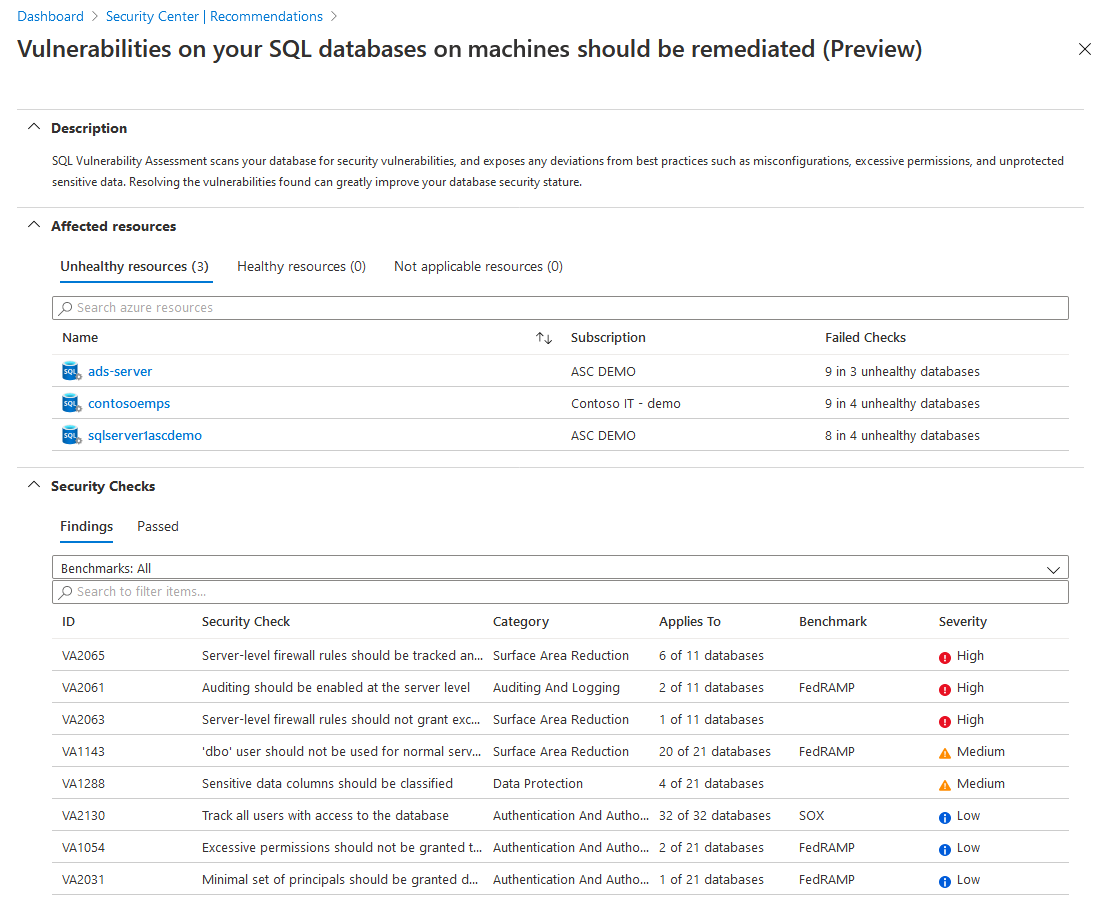 Dashboard > Security Center | Recommendations >
Vulnerabilities on your SQL databases on machines should be remediated (Preview)
Description
SQL Vulnerability Assessment scans your database for security vulnerabilities, and exposes any deviations from best practices such as misconfigurations, excessive permissions, and unprotected
sensitive data. Resolving the vulnerabilities found can greatly improve your database security stature.
Affected resources
Unhealthy resources (3) Healthy resources (0) Not applicable resources (0)
Search azure resources
Name Subscription Failed Checks
SQL ads-server ASC DEMO 9 in 3 unhealthy databases
SQL contosoemps Contoso IT - demo 9 in 4 unhealthy databases
SQL sqlserver1ascdemo ASC DEMO 8 in 4 unhealthy databases
Security Checks
Findings Passed
Benchmarks: All
Search to filter items...
ID Security Check Category Applies To Benchmark Severity
VA2065 Server-level firewall rules should be tracked an... Surface Area Reduction 6 of 11 databases High
VA2061 Auditing should be enabled at the server level Auditing And Logging 2 of 11 databases FedRAMP High
VA2063 Server-level firewall rules should not grant exc... Surface Area Reduction 1 of 11 databases High
VA1143 'dbo' user should not be used for normal serv... Surface Area Reduction 20 of 21 databases FedRAMP Medium
VA1288 Sensitive data columns should be classified Data Protection 4 of 21 databases Medium
VA2130 Track all users with access to the database Authentication And Autho... 32 of 32 databases SOX Low
VA1054 Excessive permissions should not be granted t... Authentication And Autho... 2 of 21 databases FedRAMP Low
VA2031 Minimal set of principals should be granted d... Authentication And Autho... 1 of 21 databases FedRAMP Low